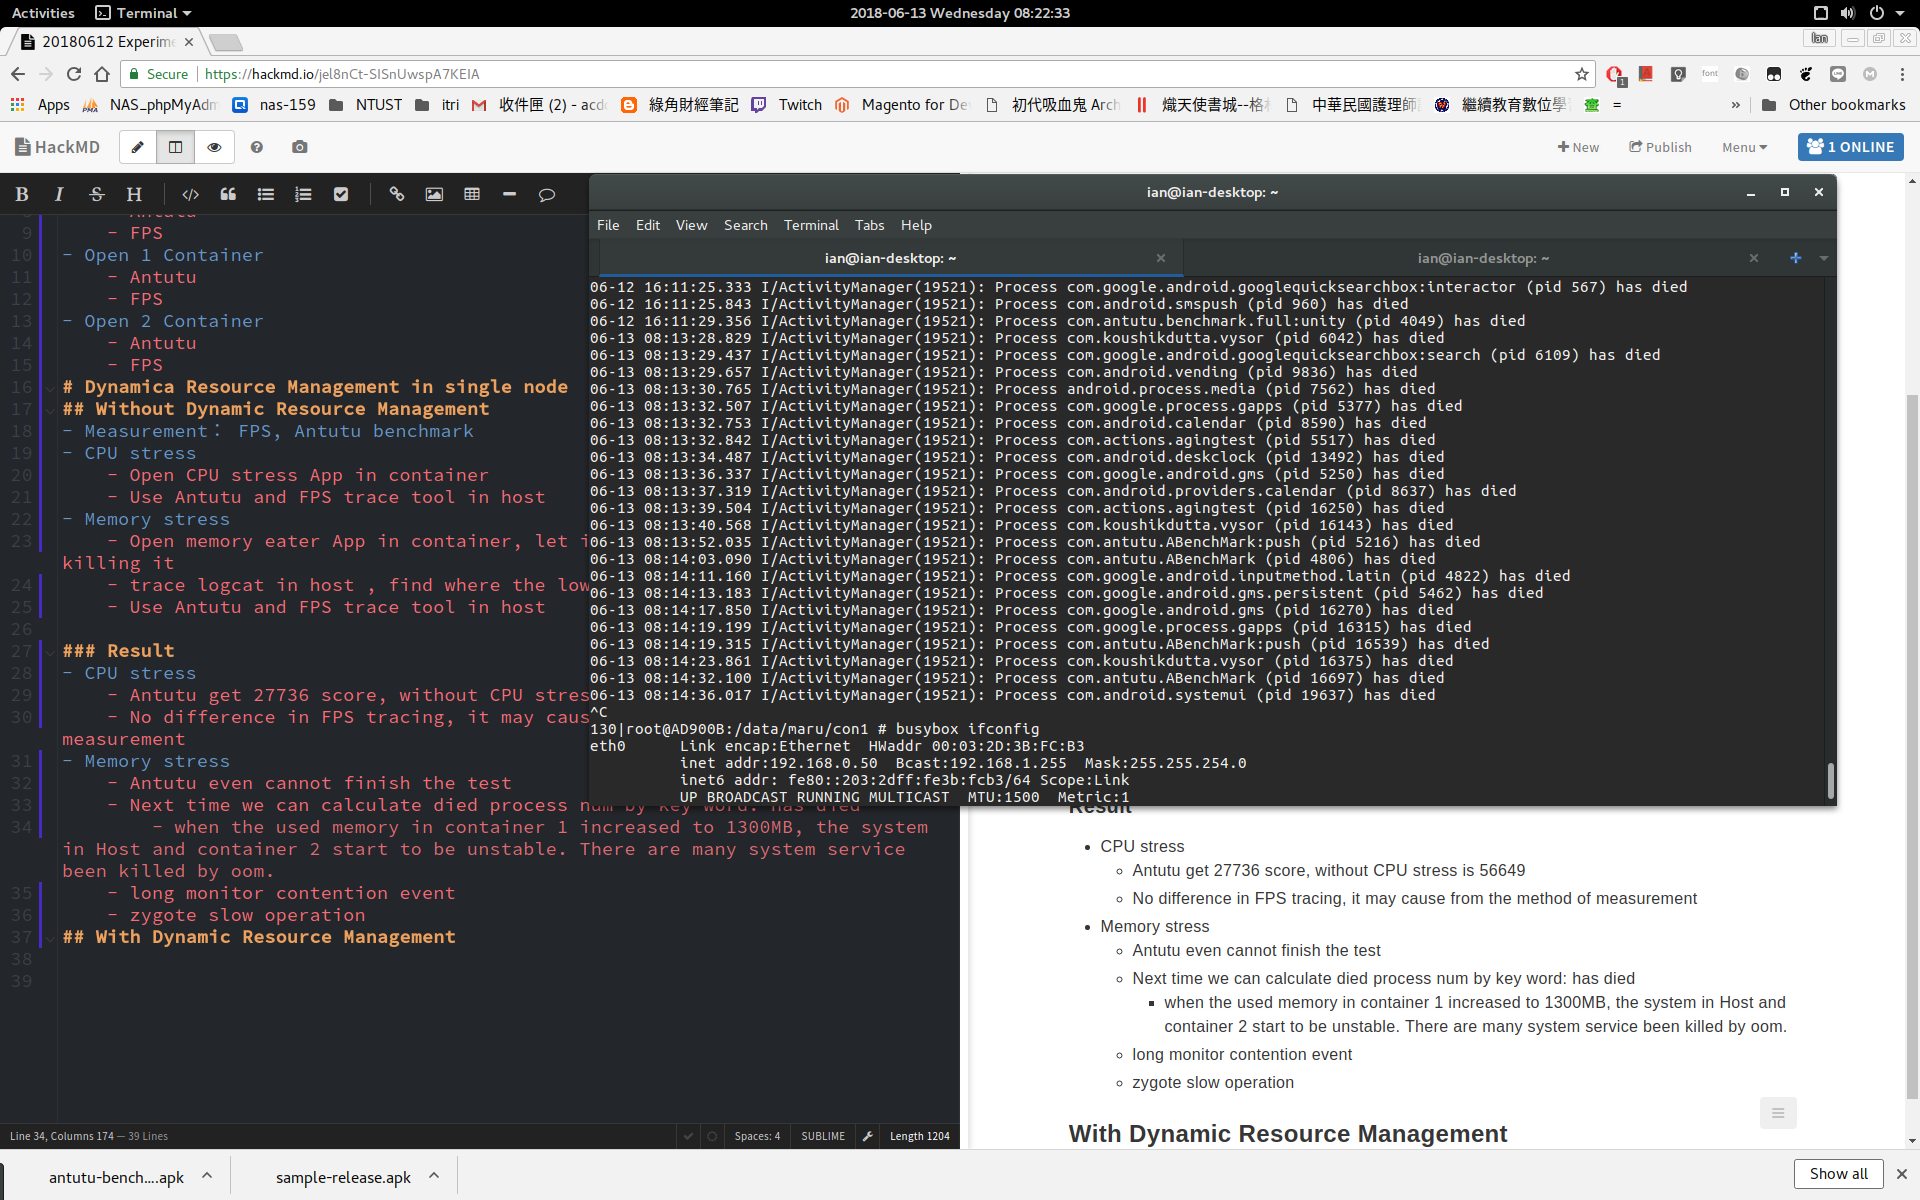 Activities Terminal 2018-06-13 Wednesday 08:22:33
20180612 Experim
Ian
Secure https://hackmd.io/jel8nCt-SISnUwspA7KEIA
1 font
Apps NAS_phpMyAdm nas-159 NTUST itri 收件匣 (2) - acd 綠角財經筆記 Twitch Magento for De 初代吸血鬼 Arch 熾天使書城--格林 中華民國護理師 繼續教育數位學 = » Other bookmarks
HackMD New Publish Menu 1 ONLINE
B I S H
Antutu
9 - FPS
10 - Open 1 Container
11 - Antutu
12 - FPS
13 - Open 2 Container
14 - Antutu
15 - FPS
16 # Dynamica Resource Management in single node
17 ## Without Dynamic Resource Management
18 - Measurement： FPS, Antutu benchmark
19 - CPU stress
20 - Open CPU stress App in container
21 - Use Antutu and FPS trace tool in host
22 - Memory stress
23 - Open memory eater App in container, let i
killing it
24 - trace logcat in host , find where the low
25 - Use Antutu and FPS trace tool in host
26
27 ### Result
28 - CPU stress
29 - Antutu get 27736 score, without CPU stres
30 - No difference in FPS tracing, it may caus
measurement
31 - Memory stress
32 - Antutu even cannot finish the test
33 - Next time we can calculate died process num by key word: has died
34 - when the used memory in container 1 increased to 1300MB, the system
in Host and container 2 start to be unstable. There are many system service
been killed by oom.
35 - long monitor contention event
36 - zygote slow operation
37 ## With Dynamic Resource Management
38
39
Line 34, Columns 174 — 39 Lines Spaces: 4 SUBLIME Length 1204
ian@ian-desktop: ~
File Edit View Search Terminal Tabs Help
ian@ian-desktop: ~ ian@ian-desktop: ~
06-12 16:11:25.333 I/ActivityManager(19521): Process com.google.android.googlequicksearchbox:interactor (pid 567) has died
06-12 16:11:25.843 I/ActivityManager(19521): Process com.android.smspush (pid 960) has died
06-12 16:11:29.356 I/ActivityManager(19521): Process com.antutu.benchmark.full:unity (pid 4049) has died
06-13 08:13:28.829 I/ActivityManager(19521): Process com.koushikdutta.vysor (pid 6042) has died
06-13 08:13:29.437 I/ActivityManager(19521): Process com.google.android.googlequicksearchbox:search (pid 6109) has died
06-13 08:13:29.657 I/ActivityManager(19521): Process com.android.vending (pid 9836) has died
06-13 08:13:30.765 I/ActivityManager(19521): Process android.process.media (pid 7562) has died
06-13 08:13:32.507 I/ActivityManager(19521): Process com.google.process.gapps (pid 5377) has died
06-13 08:13:32.753 I/ActivityManager(19521): Process com.android.calendar (pid 8590) has died
06-13 08:13:32.842 I/ActivityManager(19521): Process com.actions.agingtest (pid 5517) has died
06-13 08:13:34.487 I/ActivityManager(19521): Process com.android.deskclock (pid 13492) has died
06-13 08:13:36.337 I/ActivityManager(19521): Process com.google.android.gms (pid 5250) has died
06-13 08:13:37.319 I/ActivityManager(19521): Process com.android.providers.calendar (pid 8637) has died
06-13 08:13:39.504 I/ActivityManager(19521): Process com.actions.agingtest (pid 16250) has died
06-13 08:13:40.568 I/ActivityManager(19521): Process com.koushikdutta.vysor (pid 16143) has died
06-13 08:13:52.035 I/ActivityManager(19521): Process com.antutu.ABenchMark:push (pid 5216) has died
06-13 08:14:03.090 I/ActivityManager(19521): Process com.antutu.ABenchMark (pid 4806) has died
06-13 08:14:11.160 I/ActivityManager(19521): Process com.google.android.inputmethod.latin (pid 4822) has died
06-13 08:14:13.183 I/ActivityManager(19521): Process com.google.android.gms.persistent (pid 5462) has died
06-13 08:14:17.850 I/ActivityManager(19521): Process com.google.android.gms (pid 16270) has died
06-13 08:14:19.199 I/ActivityManager(19521): Process com.google.process.gapps (pid 16315) has died
06-13 08:14:19.315 I/ActivityManager(19521): Process com.antutu.ABenchMark:push (pid 16539) has died
06-13 08:14:23.861 I/ActivityManager(19521): Process com.koushikdutta.vysor (pid 16375) has died
06-13 08:14:32.100 I/ActivityManager(19521): Process com.antutu.ABenchMark (pid 16697) has died
06-13 08:14:36.017 I/ActivityManager(19521): Process com.android.systemui (pid 19637) has died
^C
130|root@AD900B:/data/maru/con1 # busybox ifconfig
eth0 Link encap:Ethernet HWaddr 00:03:2D:3B:FC:B3
inet addr:192.168.0.50 Bcast:192.168.1.255 Mask:255.255.254.0
inet6 addr: fe80::203:2dff:fe3b:fcb3/64 Scope:Link
UP BROADCAST RUNNING MULTICAST MTU:1500 Metric:1
Result
• CPU stress
Antutu get 27736 score, without CPU stress is 56649
No difference in FPS tracing, it may cause from the method of measurement
• Memory stress
Antutu even cannot finish the test
Next time we can calculate died process num by key word: has died
when the used memory in container 1 increased to 1300MB, the system in Host and
container 2 start to be unstable. There are many system service been killed by oom.
long monitor contention event
zygote slow operation
With Dynamic Resource Management
antutu-bench....apk sample-release.apk Show all